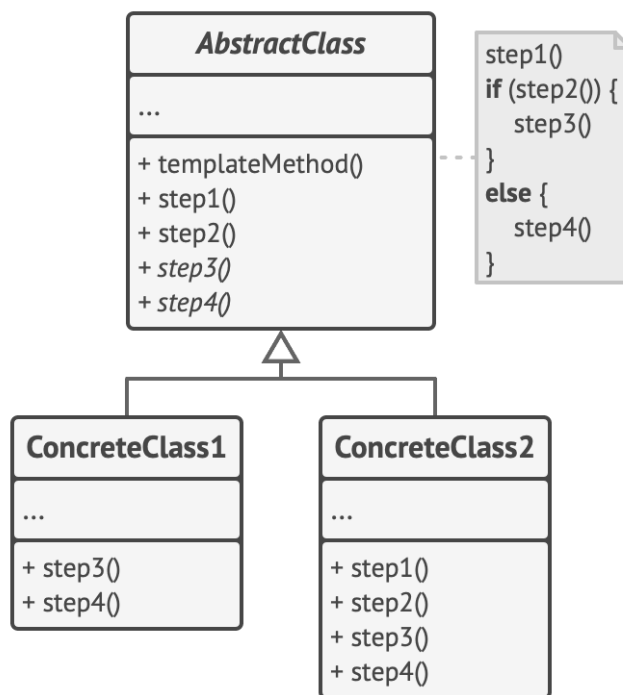 AbstractClass
...
+ templateMethod()
+ step1()
+ step2()
+ step3()
+ step4()
step1()
if (step2()) {
step3()
}
else {
step4()
}
ConcreteClass1
...
+ step3()
+ step4()
ConcreteClass2
...
+ step1()
+ step2()
+ step3()
+ step4()